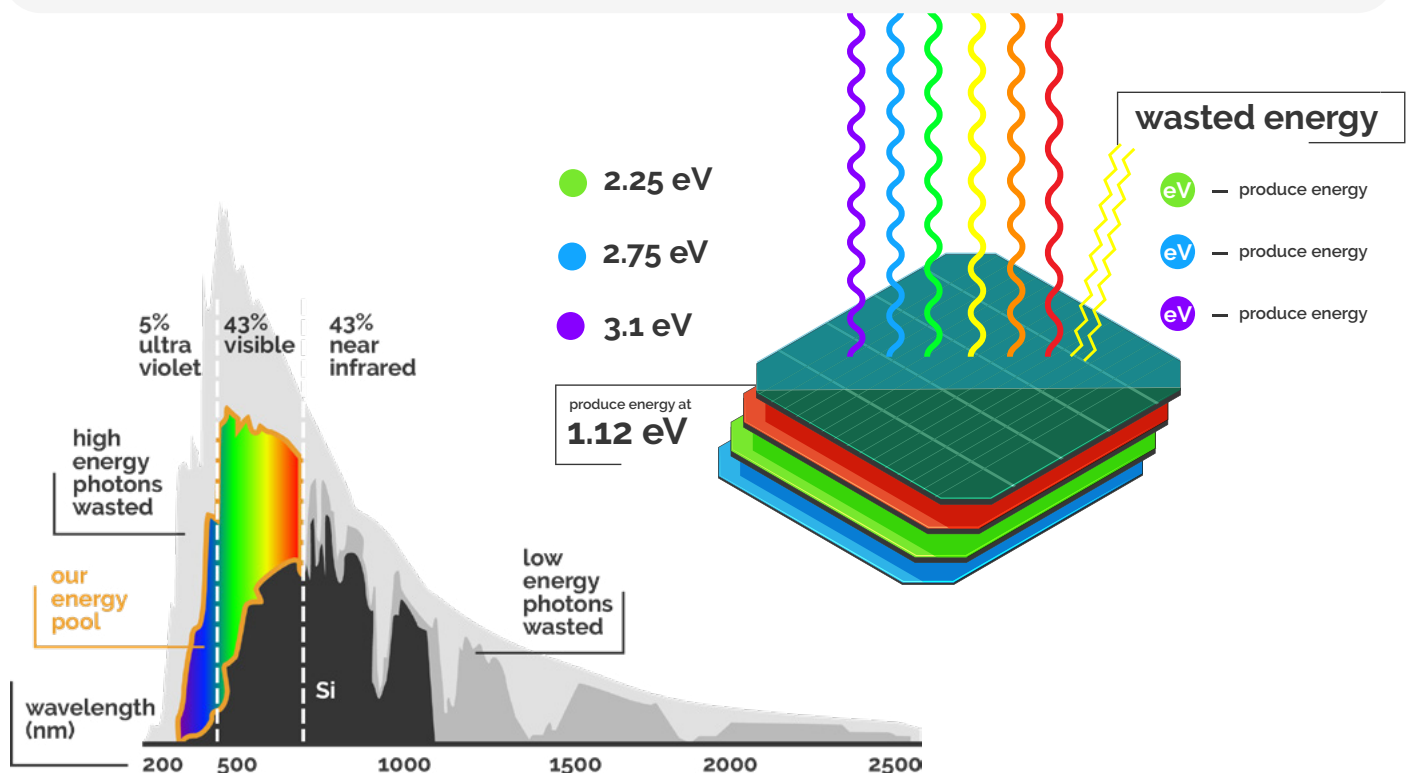 wasted energy
2.25 eV
2.75 eV
3.1 eV
eV — produce energy
eV — produce energy
eV — produce energy
produce energy at
1.12 eV
5%
ultra
violet
43%
visible
43%
near
infrared
high
energy
photons
wasted
our
energy
pool
low
energy
photons
wasted
Si
wavelength
(nm)
200 500 1000 1500 2000 2500